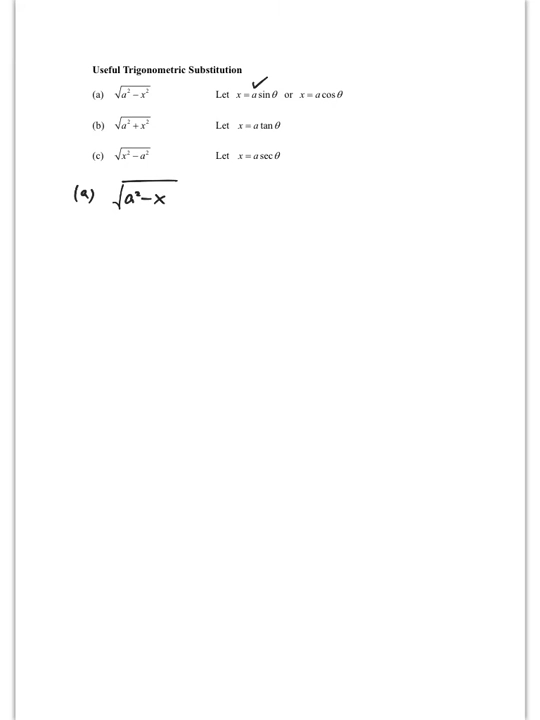 Useful Trigonometric Substitution
(a) √(a² − x²) Let x = a sin θ or x = a cos θ
(b) √(a² + x²) Let x = a tan θ
(c) √(x² − a²) Let x = a sec θ
(a) √(a² − x)